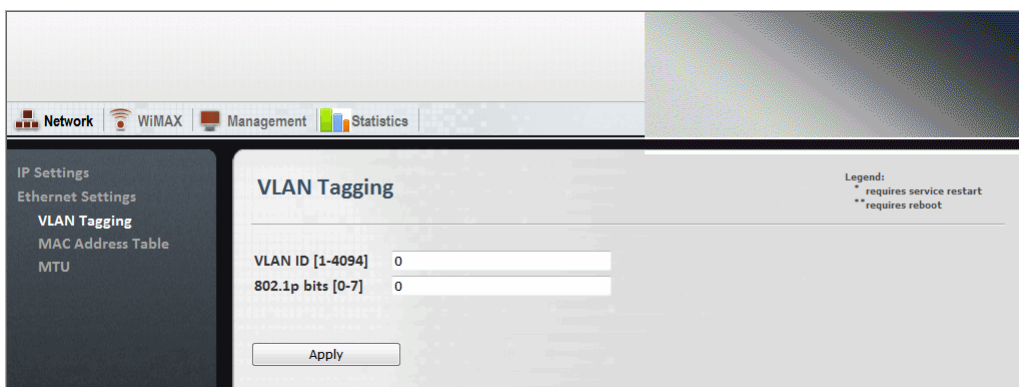 Network WiMAX Management Statistics
IP Settings
Ethernet Settings
VLAN Tagging
MAC Address Table
MTU
VLAN Tagging
Legend:
* requires service restart
** requires reboot
VLAN ID [1-4094] 0
802.1p bits [0-7] 0
Apply